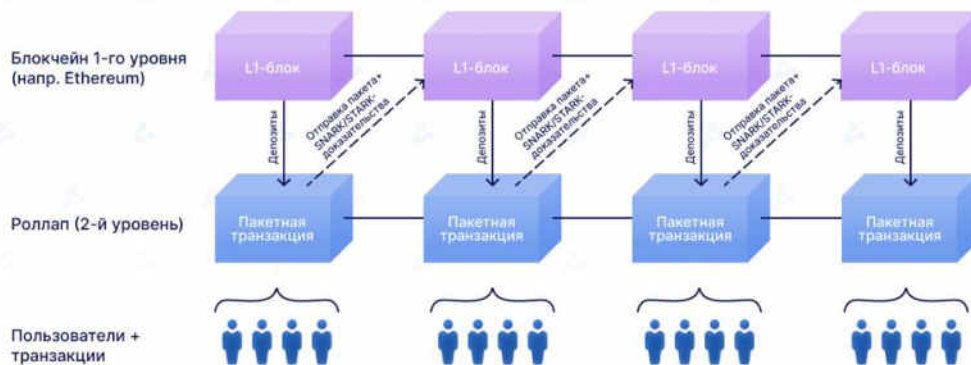 Блокчейн 1-го уровня
(напр. Ethereum)
L1-блок
L1-блок
L1-блок
L1-блок
Депозиты
Отправка пакета+
SNARK/STARK-
доказательства
Депозиты
Отправка пакета+
SNARK/STARK-
доказательства
Депозиты
Отправка пакета+
SNARK/STARK-
доказательства
Депозиты
Роллап (2-й уровень)
Пакетная
транзакция
Пакетная
транзакция
Пакетная
транзакция
Пакетная
транзакция
Пользователи +
транзакции